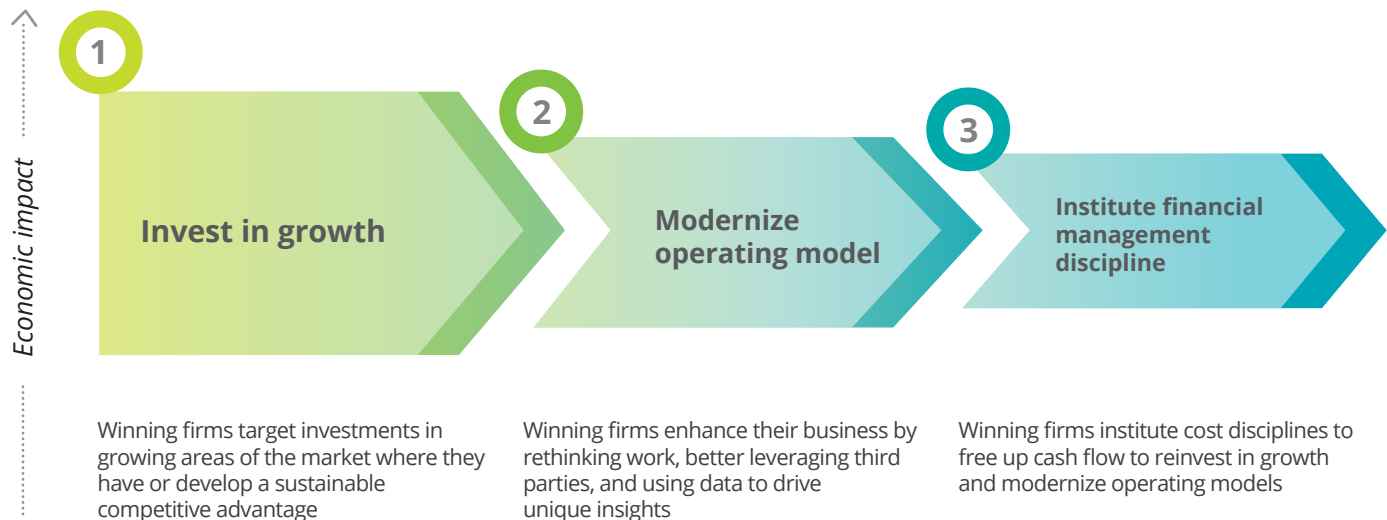 Economic impact
1
Invest in growth
Winning firms target investments in
growing areas of the market where they
have or develop a sustainable
competitive advantage
2
Modernize
operating model
Winning firms enhance their business by
rethinking work, better leveraging third
parties, and using data to drive
unique insights
3
Institute financial
management
discipline
Winning firms institute cost disciplines to
free up cash flow to reinvest in growth
and modernize operating models